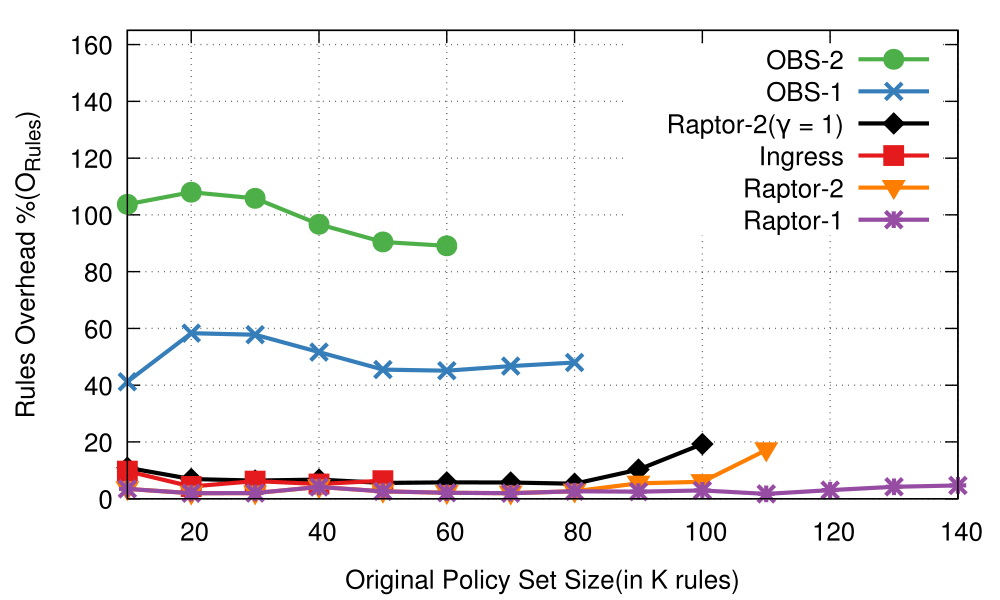 160
140
120
100
80
60
40
20
0
Rules Overhead %(O_Rules)
OBS-2
OBS-1
Raptor-2(γ = 1)
Ingress
Raptor-2
Raptor-1
20 40 60 80 100 120 140
Original Policy Set Size(in K rules)